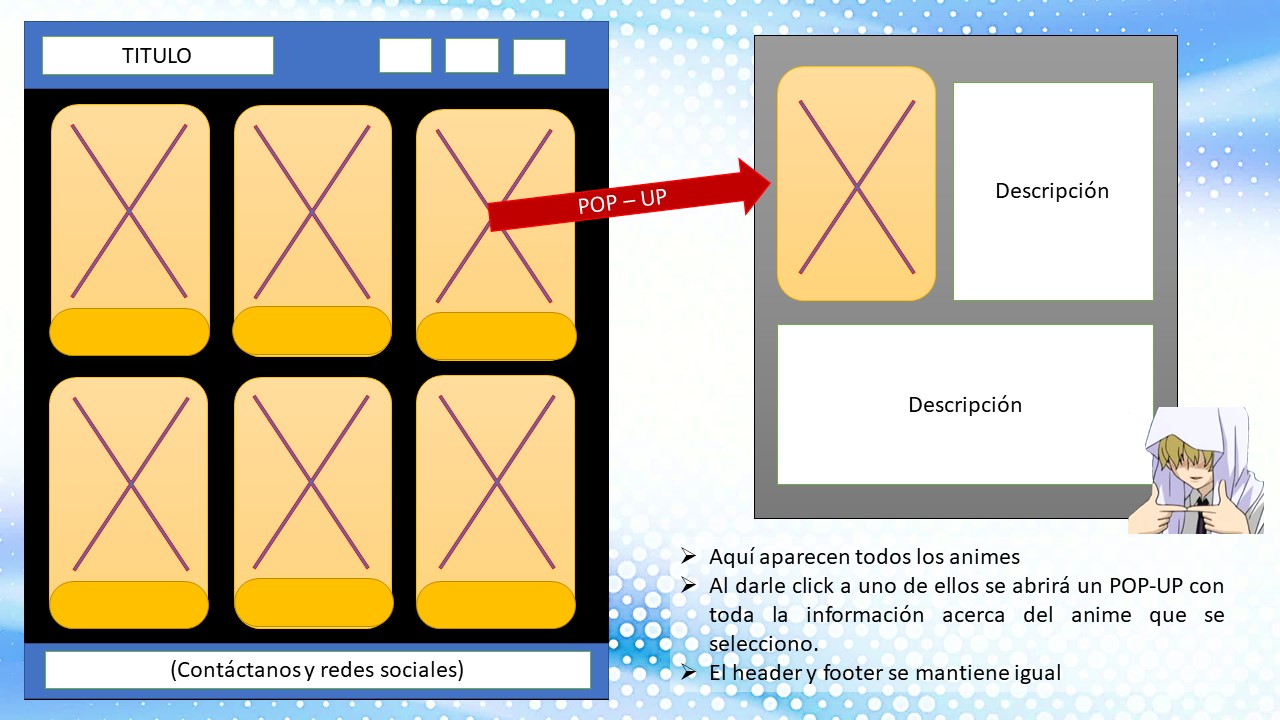 TITULO
POP – UP
Descripción
Descripción
(Contáctanos y redes sociales)
➢ Aquí aparecen todos los animes
➢ Al darle click a uno de ellos se abrirá un POP-UP con
toda la información acerca del anime que se
selecciono.
➢ El header y footer se mantiene igual